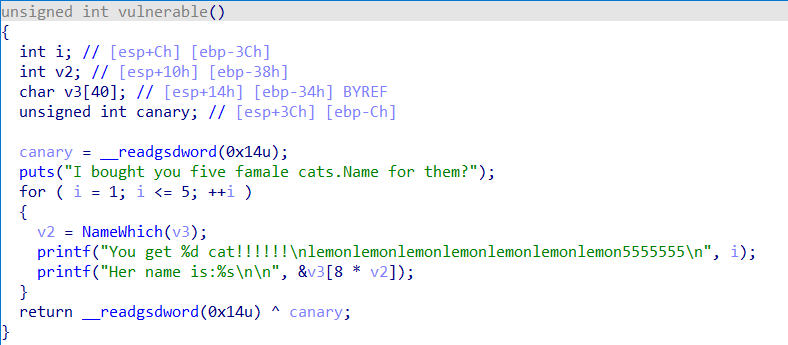 unsigned int vulnerable()
{
  int i; // [esp+Ch] [ebp-3Ch]
  int v2; // [esp+10h] [ebp-38h]
  char v3[40]; // [esp+14h] [ebp-34h] BYREF
  unsigned int canary; // [esp+3Ch] [ebp-Ch]

  canary = __readgsdword(0x14u);
  puts("I bought you five famale cats.Name for them?");
  for ( i = 1; i <= 5; ++i )
  {
    v2 = NameWhich(v3);
    printf("You get %d cat!!!!!!\nlemonlemonlemonlemonlemonlemonlemon5555555\n", i);
    printf("Her name is:%s\n\n", &v3[8 * v2]);
  }
  return __readgsdword(0x14u) ^ canary;
}